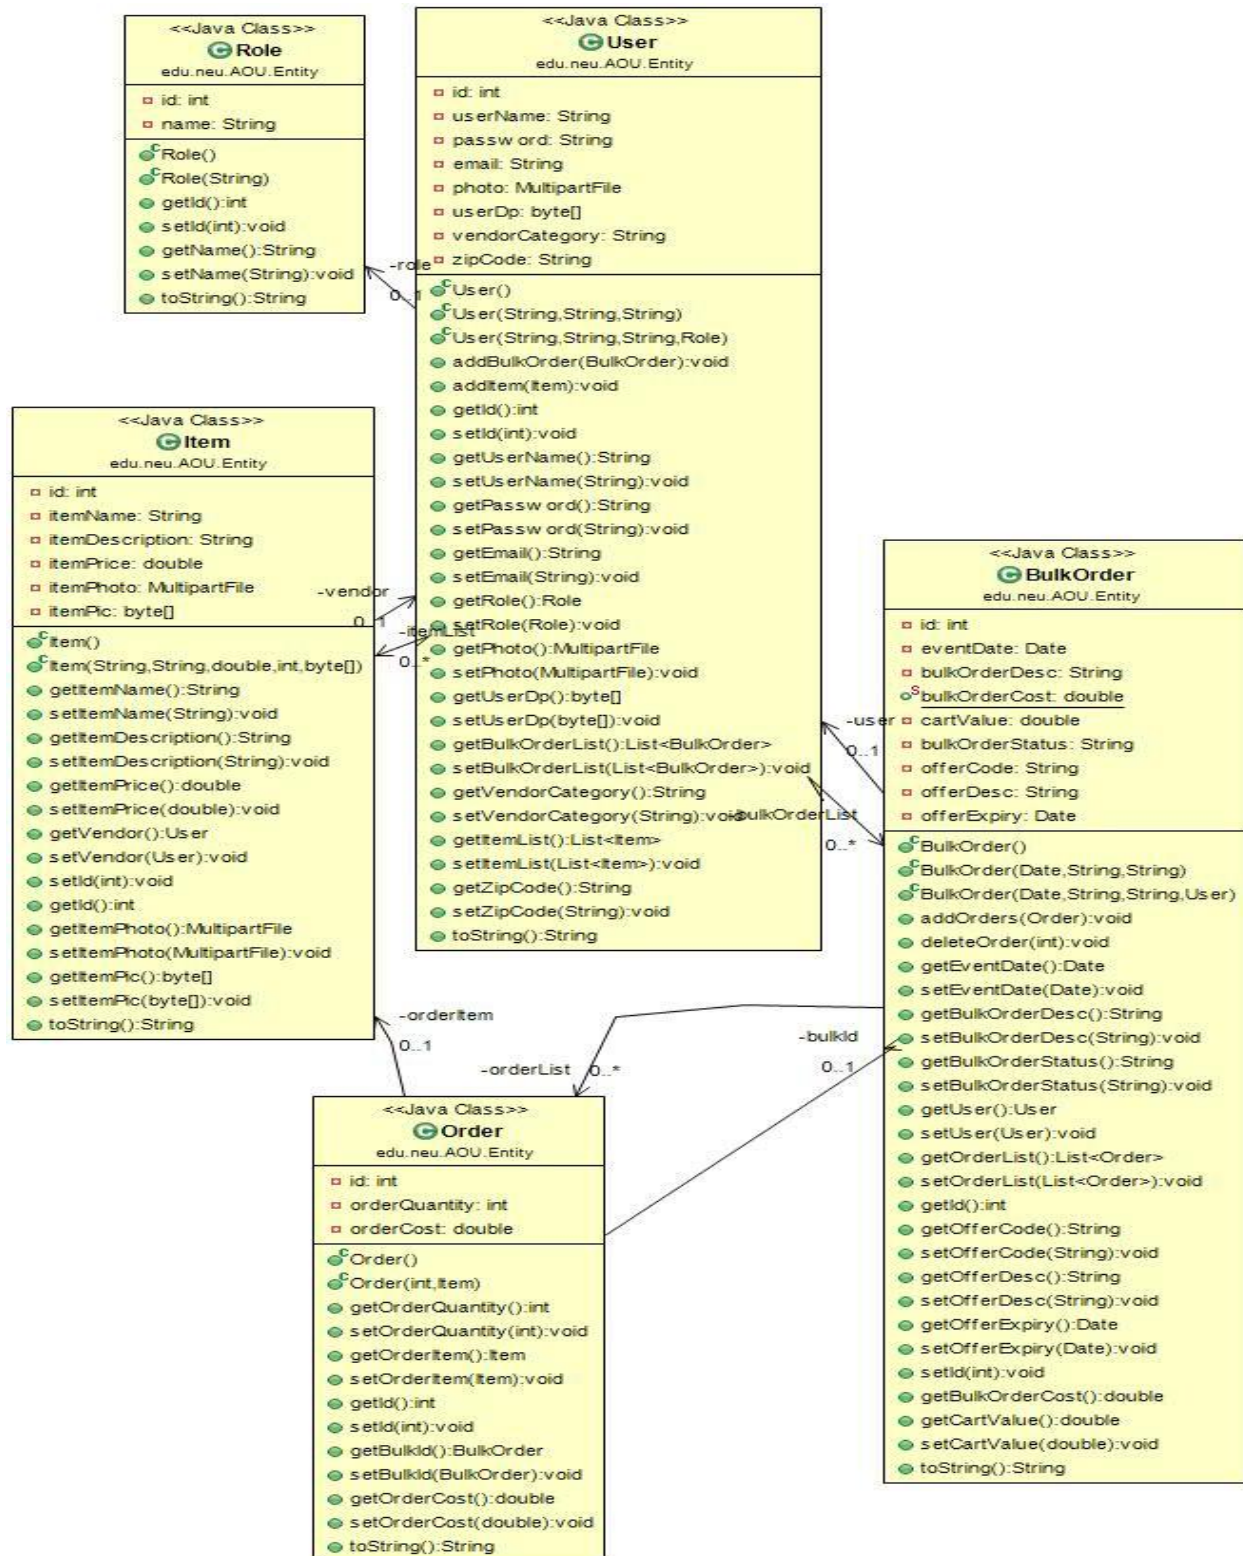 <<Java Class>>
Role
edu.neu.AOU.Entity
id: int
name: String
Role()
Role(String)
getId():int
setId(int):void
getName():String
setName(String):void
toString():String
<<Java Class>>
User
edu.neu.AOU.Entity
id: int
userName: String
password: String
email: String
photo: MultipartFile
userDp: byte[]
vendorCategory: String
zipCode: String
User()
User(String,String,String)
User(String,String,String,Role)
addBulkOrder(BulkOrder):void
addItem(Item):void
getId():int
setId(int):void
getUserName():String
setUserName(String):void
getPassword():String
setPassword(String):void
getEmail():String
setEmail(String):void
getRole():Role
setRole(Role):void
getPhoto():MultipartFile
setPhoto(MultipartFile):void
getUserDp():byte[]
setUserDp(byte[]):void
getBulkOrderList():List<BulkOrder>
setBulkOrderList(List<BulkOrder>):void
getVendorCategory():String
setVendorCategory(String):void
getItemList():List<Item>
setItemList(List<Item>):void
getZipCode():String
setZipCode(String):void
toString():String
-role
0..1
<<Java Class>>
Item
edu.neu.AOU.Entity
id: int
itemName: String
itemDescription: String
itemPrice: double
itemPhoto: MultipartFile
itemPic: byte[]
Item()
Item(String,String,double,int,byte[])
getItemName():String
setItemName(String):void
getItemDescription():String
setItemDescription(String):void
getItemPrice():double
setItemPrice(double):void
getVendor():User
setVendor(User):void
setId(int):void
getId():int
getItemPhoto():MultipartFile
setItemPhoto(MultipartFile):void
getItemPic():byte[]
setItemPic(byte[]):void
toString():String
-vendor
0..1
-itemList
0..*
<<Java Class>>
BulkOrder
edu.neu.AOU.Entity
id: int
eventDate: Date
bulkOrderDesc: String
bulkOrderCost: double
cartValue: double
bulkOrderStatus: String
offerCode: String
offerDesc: String
offerExpiry: Date
BulkOrder()
BulkOrder(Date,String,String)
BulkOrder(Date,String,String,User)
addOrders(Order):void
deleteOrder(int):void
getEventDate():Date
setEventDate(Date):void
getBulkOrderDesc():String
setBulkOrderDesc(String):void
getBulkOrderStatus():String
setBulkOrderStatus(String):void
getUser():User
setUser(User):void
getOrderList():List<Order>
setOrderList(List<Order>):void
getId():int
getOfferCode():String
setOfferCode(String):void
getOfferDesc():String
setOfferDesc(String):void
getOfferExpiry():Date
setOfferExpiry(Date):void
setId(int):void
getBulkOrderCost():double
getCartValue():double
setCartValue(double):void
toString():String
-user
0..1
-bulkOrderList
0..*
-orderItem
0..1
-orderList
0..*
-bulkId
0..1
<<Java Class>>
Order
edu.neu.AOU.Entity
id: int
orderQuantity: int
orderCost: double
Order()
Order(int,Item)
getOrderQuantity():int
setOrderQuantity(int):void
getOrderItem():Item
setOrderItem(Item):void
getId():int
setId(int):void
getBulkId():BulkOrder
setBulkId(BulkOrder):void
getOrderCost():double
setOrderCost(double):void
toString():String